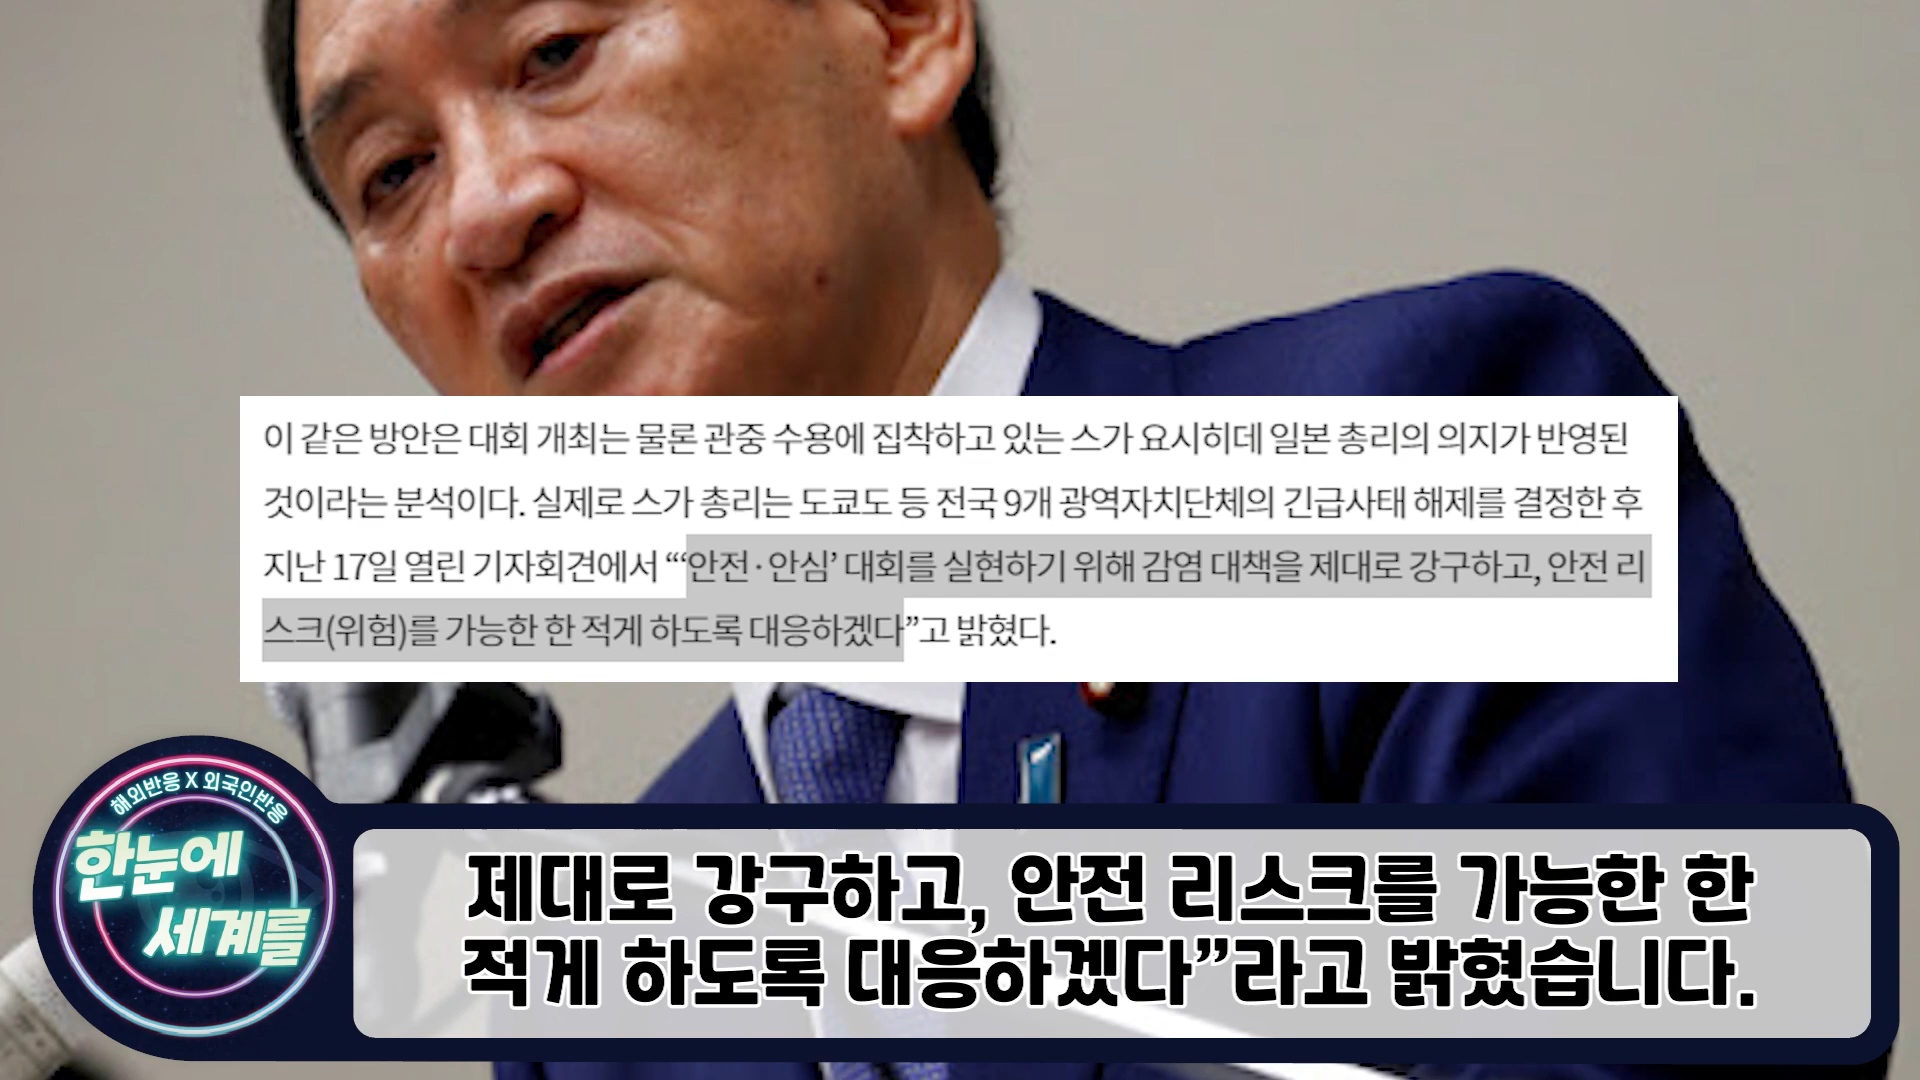 이 같은 방안은 대회 개최는 물론 관중 수용에 집착하고 있는 스가 요시히데 일본 총리의 의지가 반영된
것이라는 분석이다. 실제로 스가 총리는 도쿄도 등 전국 9개 광역자치단체의 긴급사태 해제를 결정한 후
지난 17일 열린 기자회견에서 “‘안전·안심’ 대회를 실현하기 위해 감염 대책을 제대로 강구하고, 안전 리
스크(위험)를 가능한 한 적게 하도록 대응하겠다”고 밝혔다.
해외반응 X 외국인반응
한눈에
세계를
제대로 강구하고, 안전 리스크를 가능한 한
적게 하도록 대응하겠다”라고 밝혔습니다.